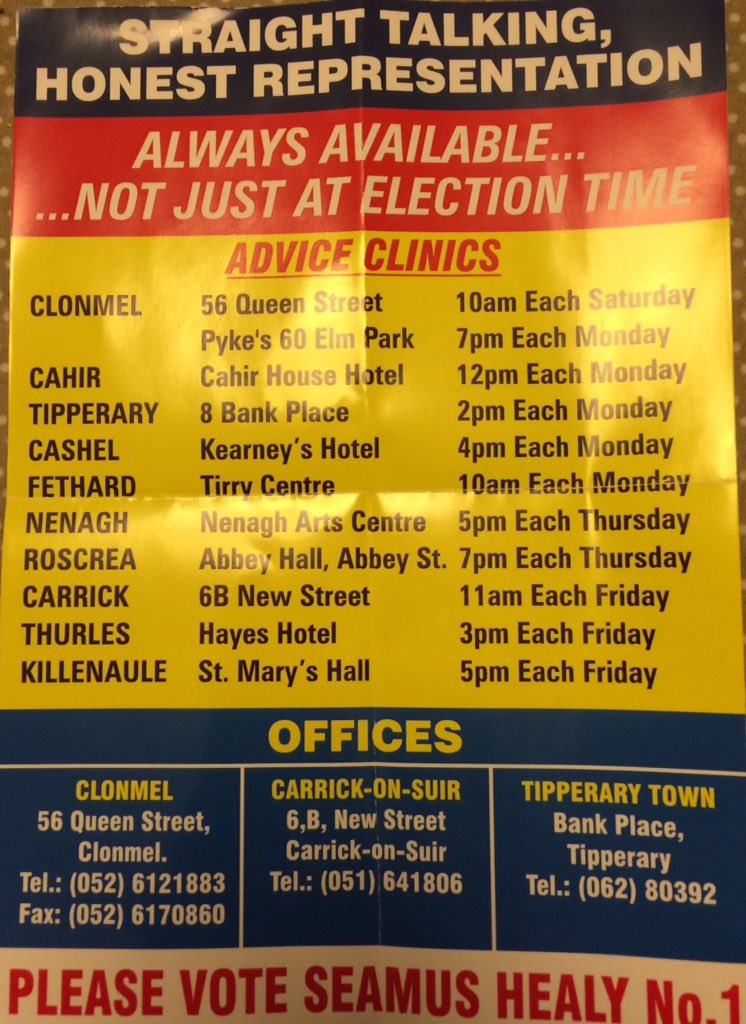 STRAIGHT TALKING,
HONEST REPRESENTATION
ALWAYS AVAILABLE...
...NOT JUST AT ELECTION TIME
ADVICE CLINICS
CLONMEL 56 Queen Street 10am Each Saturday
Pyke's 60 Elm Park 7pm Each Monday
CAHIR Cahir House Hotel 12pm Each Monday
TIPPERARY 8 Bank Place 2pm Each Monday
CASHEL Kearney's Hotel 4pm Each Monday
FETHARD Tirry Centre 10am Each Monday
NENAGH Nenagh Arts Centre 5pm Each Thursday
ROSCREA Abbey Hall, Abbey St. 7pm Each Thursday
CARRICK 6B New Street 11am Each Friday
THURLES Hayes Hotel 3pm Each Friday
KILLENAULE St. Mary's Hall 5pm Each Friday
OFFICES
CLONMEL
56 Queen Street,
Clonmel.
Tel.: (052) 6121883
Fax: (052) 6170860
CARRICK-ON-SUIR
6,B, New Street
Carrick-on-Suir
Tel.: (051) 641806
TIPPERARY TOWN
Bank Place,
Tipperary
Tel.: (062) 80392
PLEASE VOTE SEAMUS HEALY No.1